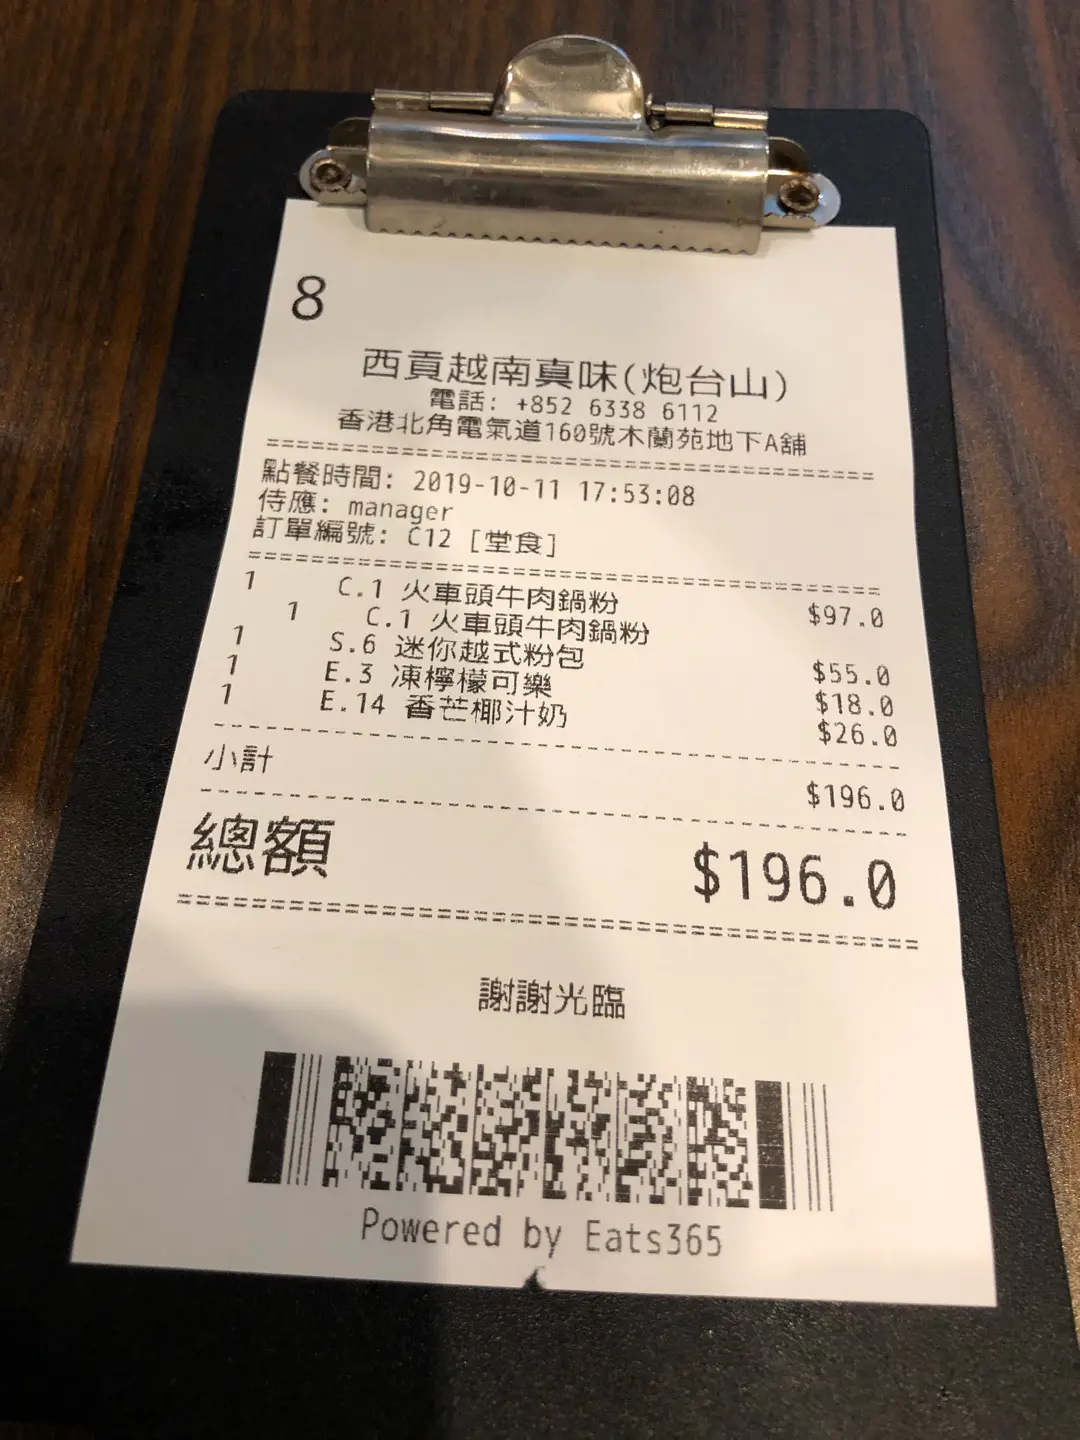 8
西貢越南真味(炮台山)
電話: +852 6338 6112
香港北角電氣道160號木蘭苑地下A舖
點餐時間: 2019-10-11 17:53:08
侍應: manager
訂單編號: C12 [堂食]
1 C.1 火車頭牛肉鍋粉 $97.0
1 C.1 火車頭牛肉鍋粉
1 S.6 迷你越式粉包 $55.0
1 E.3 凍檸檬可樂 $18.0
1 E.14 香芒椰汁奶 $26.0
小計 $196.0
總額 $196.0
謝謝光臨
Powered by Eats365